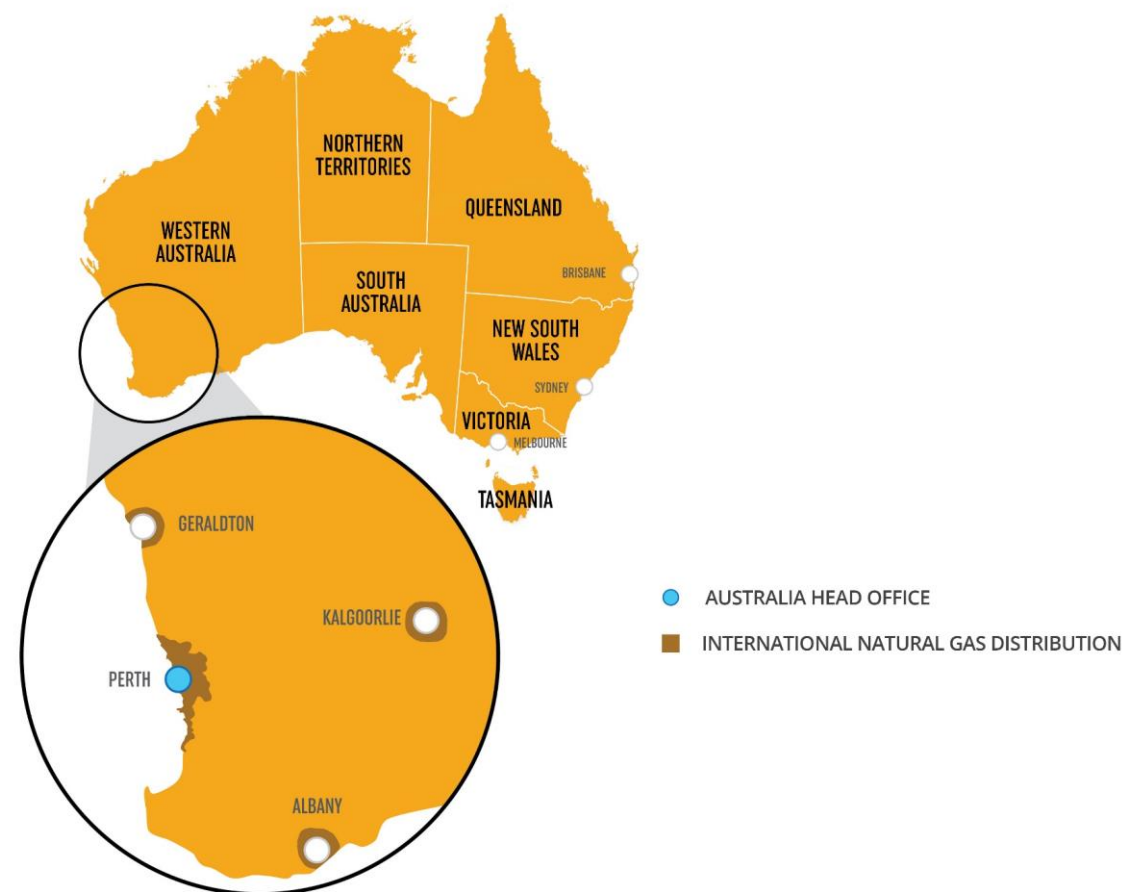 NORTHERN
TERRITORIES
QUEENSLAND
WESTERN
AUSTRALIA
SOUTH
AUSTRALIA
BRISBANE
NEW SOUTH
WALES
SYDNEY
VICTORIA
MELBOURNE
TASMANIA
GERALDTON
KALGOORLIE
PERTH
ALBANY
AUSTRALIA HEAD OFFICE
INTERNATIONAL NATURAL GAS DISTRIBUTION